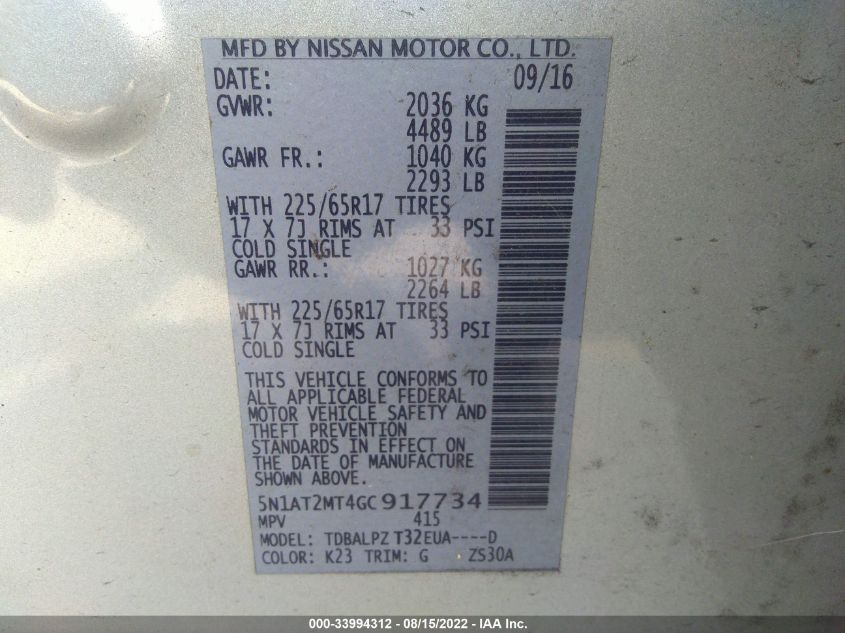 MFD BY NISSAN MOTOR CO., LTD.
DATE: 09/16
GVWR: 2036 KG
4489 LB
GAWR FR.: 1040 KG
2293 LB
WITH 225/65R17 TIRES
17 X 7J RIMS AT 33 PSI
COLD SINGLE
GAWR RR.: 1027 KG
2264 LB
WITH 225/65R17 TIRES
17 X 7J RIMS AT 33 PSI
COLD SINGLE
THIS VEHICLE CONFORMS TO
ALL APPLICABLE FEDERAL
MOTOR VEHICLE SAFETY AND
THEFT PREVENTION
STANDARDS IN EFFECT ON
THE DATE OF MANUFACTURE
SHOWN ABOVE.
5N1AT2MT4GC917734
MPV 415
MODEL: TDBALPZ T32EUA----D
COLOR: K23 TRIM: G ZS30A
000-33994312 - 08/15/2022 - IAA Inc.